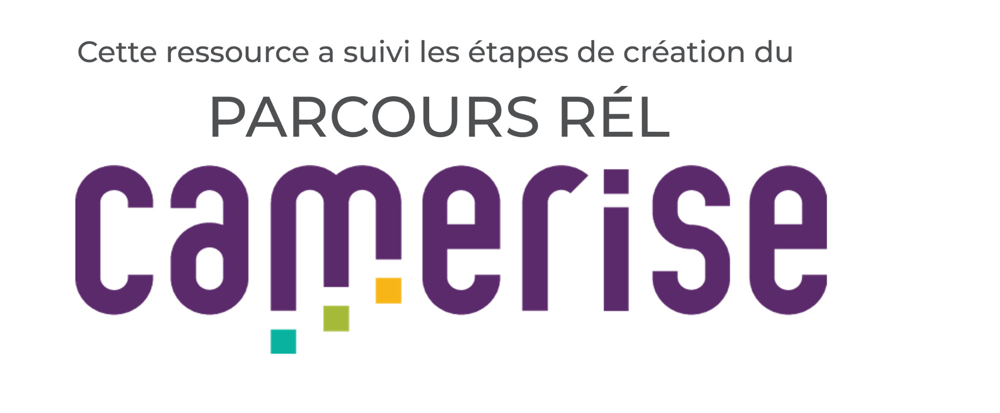 Cette ressource a suivi les étapes de création du
PARCOURS RÉL
camerise